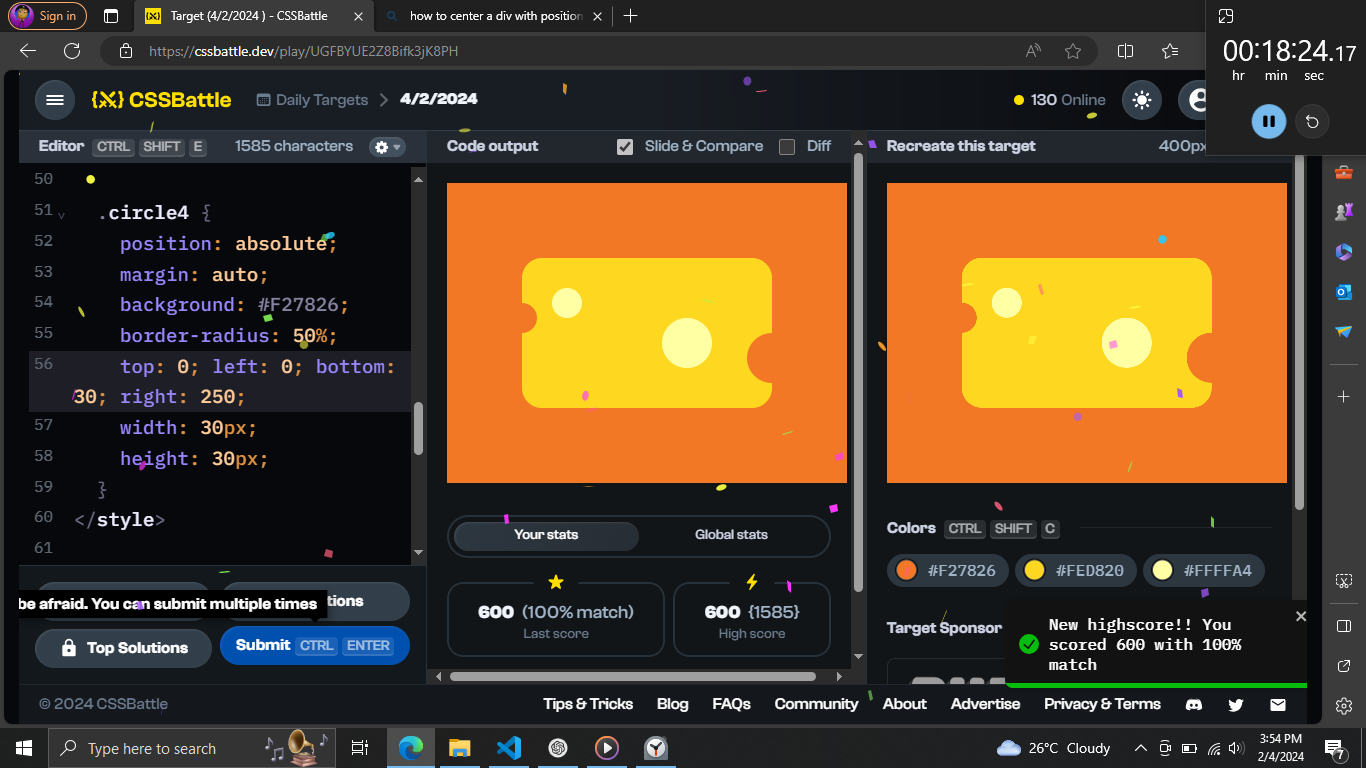 Sign in
Target (4/2/2024 ) - CSSBattle
how to center a div with position
https://cssbattle.dev/play/UGFBYUE2Z8Bifk3jK8PH
00:18:24.17
hr min sec
{X} CSSBattle
Daily Targets > 4/2/2024
130 Online
Editor CTRL SHIFT E 1585 characters
Code output
Slide & Compare Diff
Recreate this target
400px
50
51 .circle4 {
52 position: absolute;
53 margin: auto;
54 background: #F27826;
55 border-radius: 50%;
56 top: 0; left: 0; bottom:
30; right: 250;
57 width: 30px;
58 height: 30px;
59 }
60 </style>
61
be afraid. You can submit multiple times
Top Solutions
Submit CTRL ENTER
Your stats Global stats
600 (100% match)
Last score
600 {1585}
High score
Colors CTRL SHIFT C
#F27826 #FED820 #FFFFA4
Target Sponsor
New highscore!! You
scored 600 with 100%
match
© 2024 CSSBattle
Tips & Tricks Blog FAQs Community About Advertise Privacy & Terms
Type here to search
26°C Cloudy
3:54 PM
2/4/2024
7